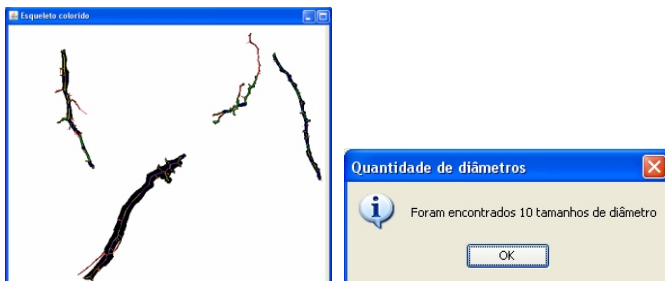 Esqueleto colorido
Quantidade de diâmetros
Foram encontrados 10 tamanhos de diâmetro
OK